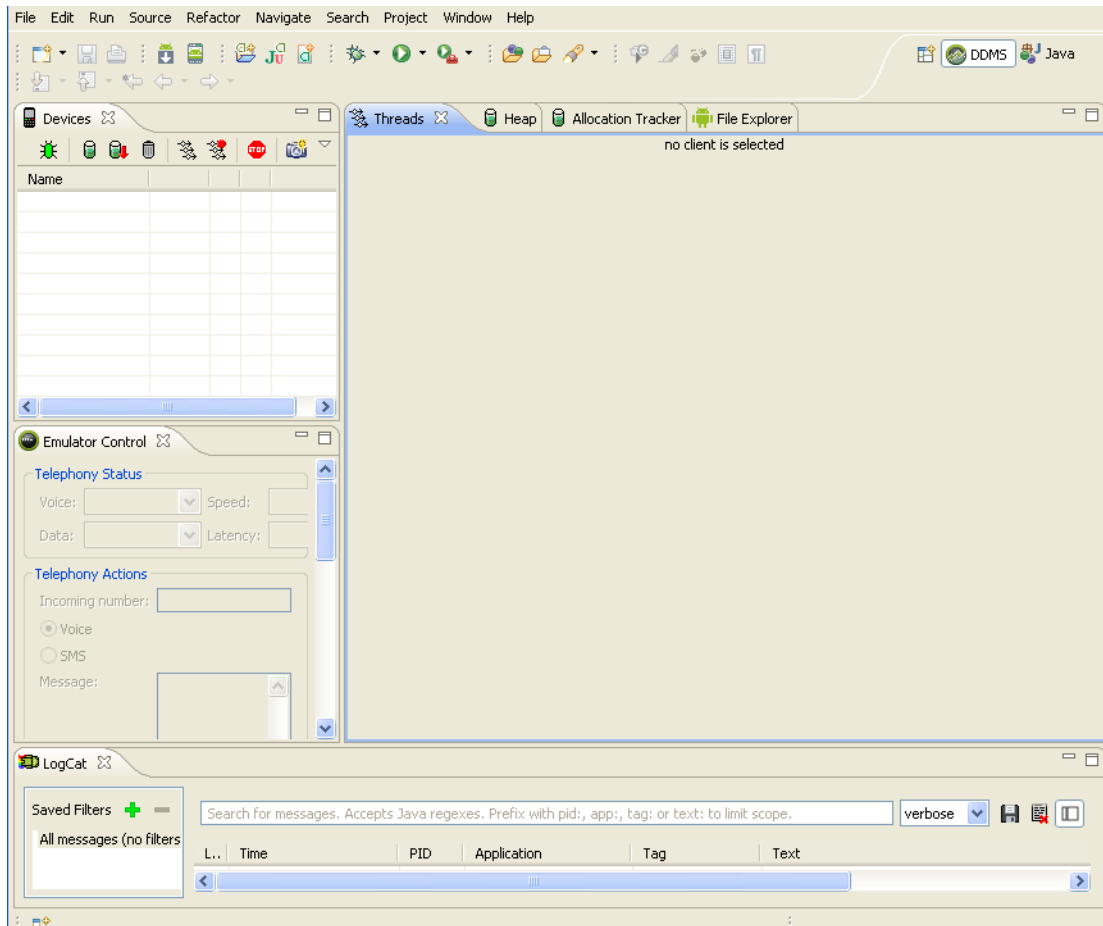 File Edit Run Source Refactor Navigate Search Project Window Help
DDMS Java
Devices
Threads Heap Allocation Tracker File Explorer
no client is selected
Name
Emulator Control
Telephony Status
Voice: Speed:
Data: Latency:
Telephony Actions
Incoming number:
Voice
SMS
Message:
LogCat
Saved Filters
Search for messages. Accepts Java regexes. Prefix with pid:, app:, tag: or text: to limit scope.
verbose
All messages (no filters
L.. Time PID Application Tag Text